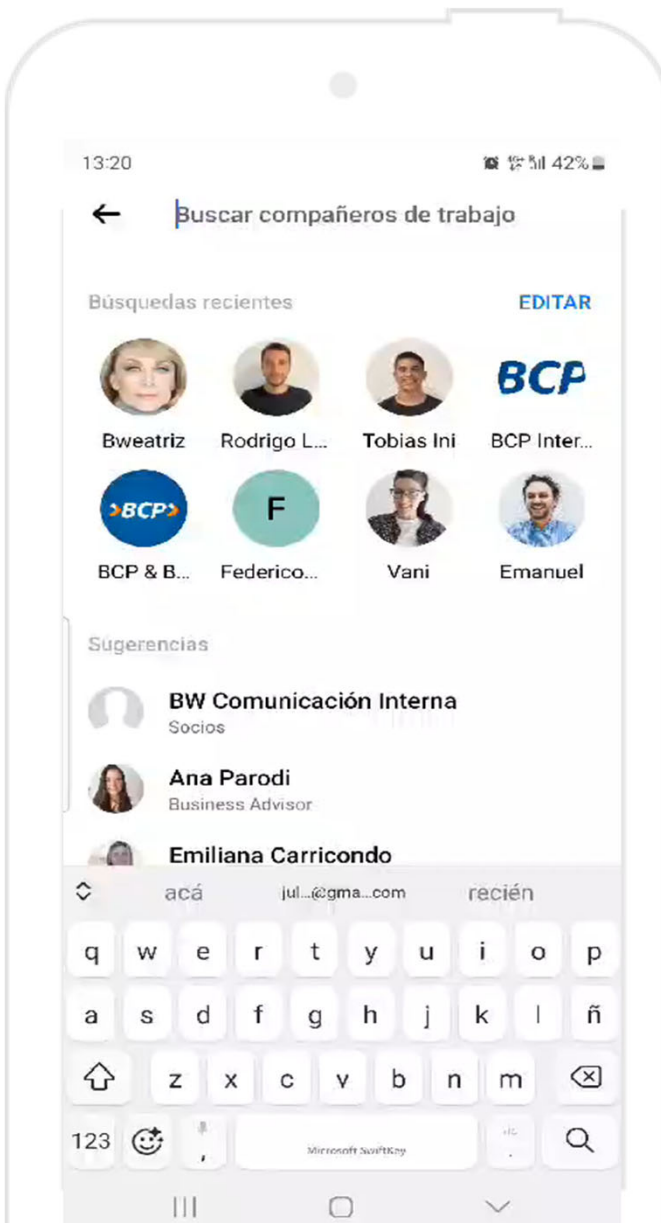 13:20 42%
Buscar compañeros de trabajo
Búsquedas recientes EDITAR
BCP
Bweatriz Rodrigo L... Tobias Ini BCP Inter...
›BCP› F
BCP & B... Federico... Vani Emanuel
Sugerencias
BW Comunicación Interna
Socios
Ana Parodi
Business Advisor
Emiliana Carricondo
acá jul...@gma...com recién
q w e r t y u i o p
a s d f g h j k l ñ
z x c v b n m
123 , Microsoft SwiftKey .